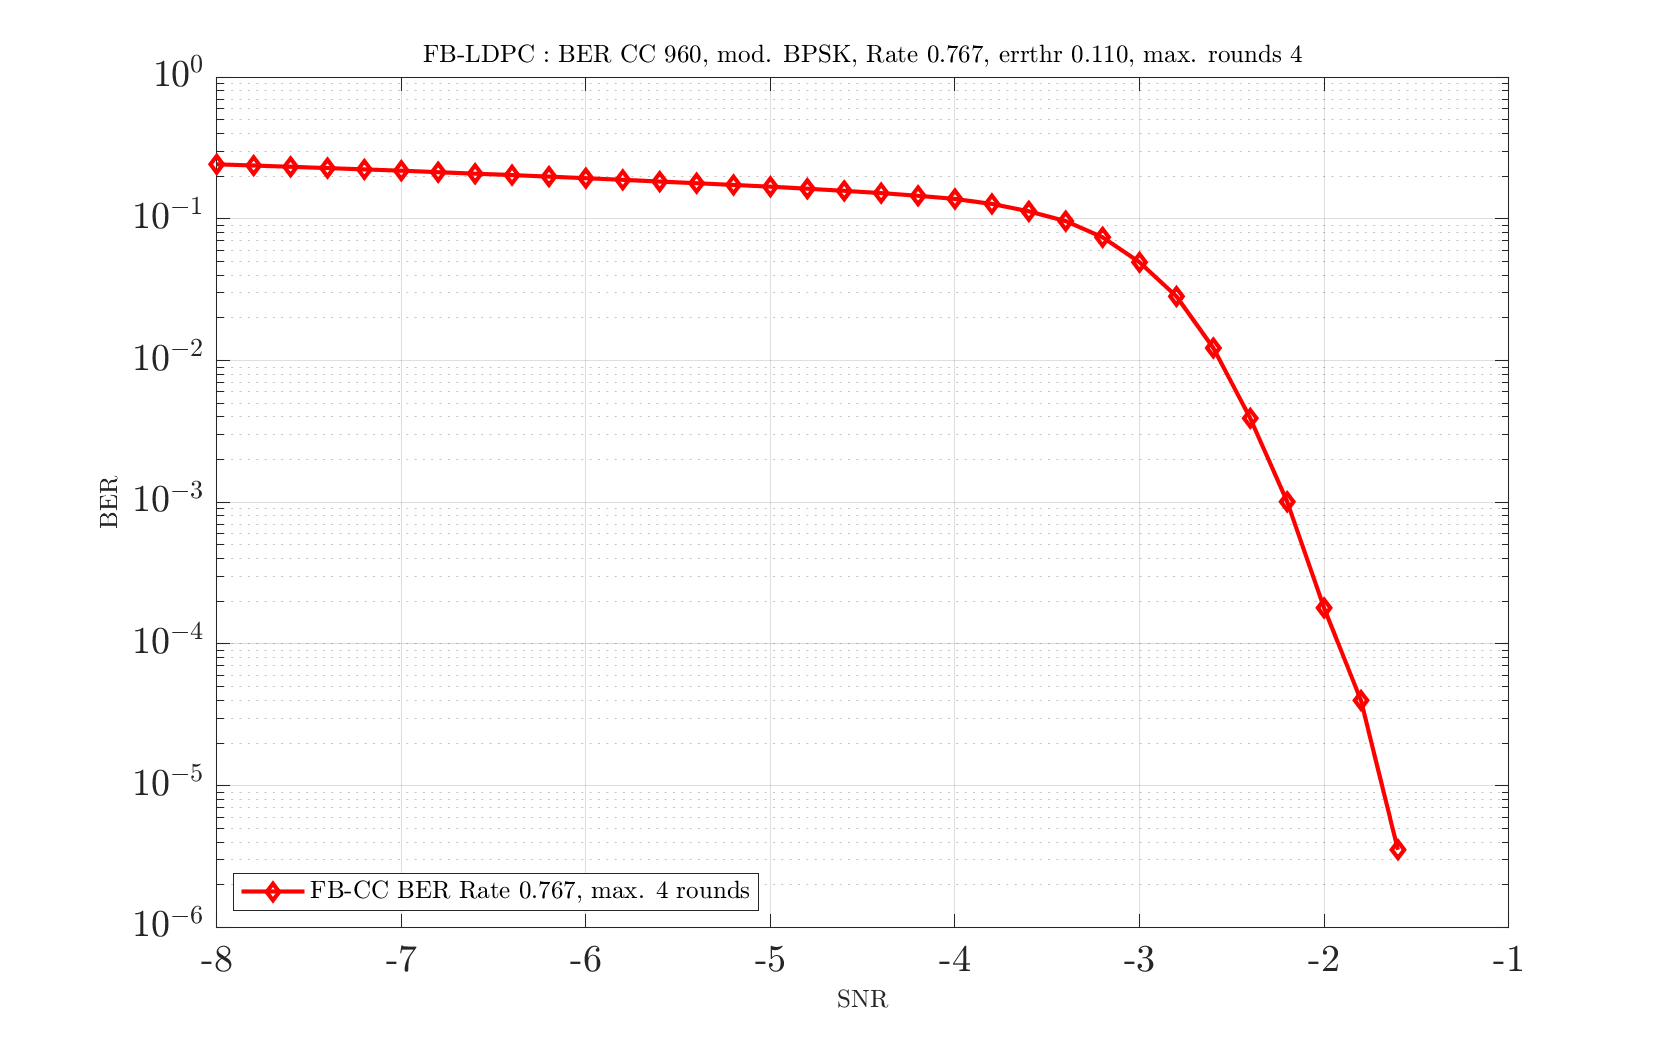 FB-LDPC : BER CC 960, mod. BPSK, Rate 0.767, errthr 0.110, max. rounds 4
10^0
10^-1
10^-2
10^-3
10^-4
10^-5
10^-6
BER
FB-CC BER Rate 0.767, max. 4 rounds
-8 -7 -6 -5 -4 -3 -2 -1
SNR